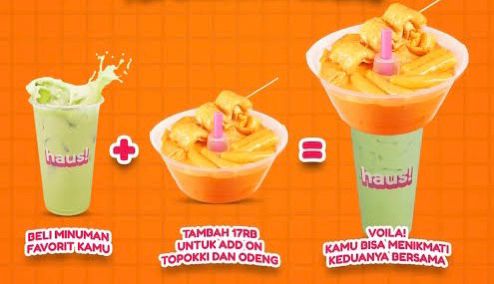 haus!
haus!
BELI MINUMAN
FAVORIT KAMU
TAMBAH 17RB
UNTUK ADD ON
TOPOKKI DAN ODENG
VOILA!
KAMU BISA MENIKMATI
KEDUANYA BERSAMA